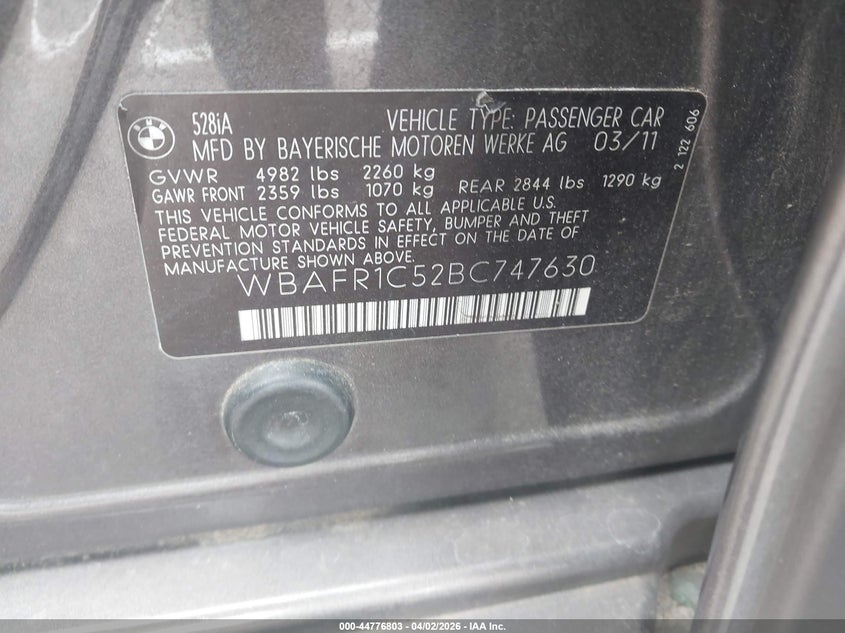 BMW
528iA VEHICLE TYPE: PASSENGER CAR
MFD BY BAYERISCHE MOTOREN WERKE AG 03/11
GVWR 4982 lbs 2260 kg
GAWR FRONT 2359 lbs 1070 kg REAR 2844 lbs 1290 kg
THIS VEHICLE CONFORMS TO ALL APPLICABLE U.S.
FEDERAL MOTOR VEHICLE SAFETY, BUMPER AND THEFT
PREVENTION STANDARDS IN EFFECT ON THE DATE OF
MANUFACTURE SHOWN ABOVE.
WBAFR1C52BC747630
2 122 606
000-44776803 - 04/02/2026 - IAA Inc.